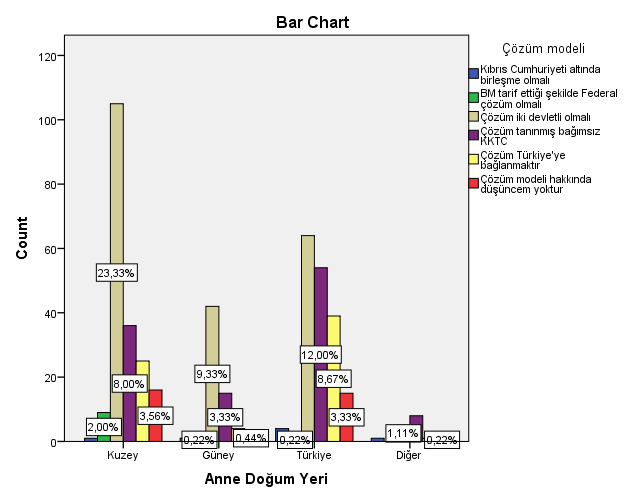 Bar Chart
Çözüm modeli
Kıbrıs Cumhuriyeti altında
birleşme olmalı
BM tarif ettiği şekilde Federal
çözüm olmalı
Çözüm iki devletli olmalı
Çözüm tanınmış bağımsız
KKTC
Çözüm Türkiye'ye
bağlanmaktır
Çözüm modeli hakkında
düşüncem yoktur
Count
120
100
80
60
40
20
0
23,33%
8,00%
2,00%
3,56%
9,33%
3,33%
0,22%
0,44%
12,00%
8,67%
3,33%
0,22%
1,11%
0,22%
Kuzey
Güney
Türkiye
Diğer
Anne Doğum Yeri